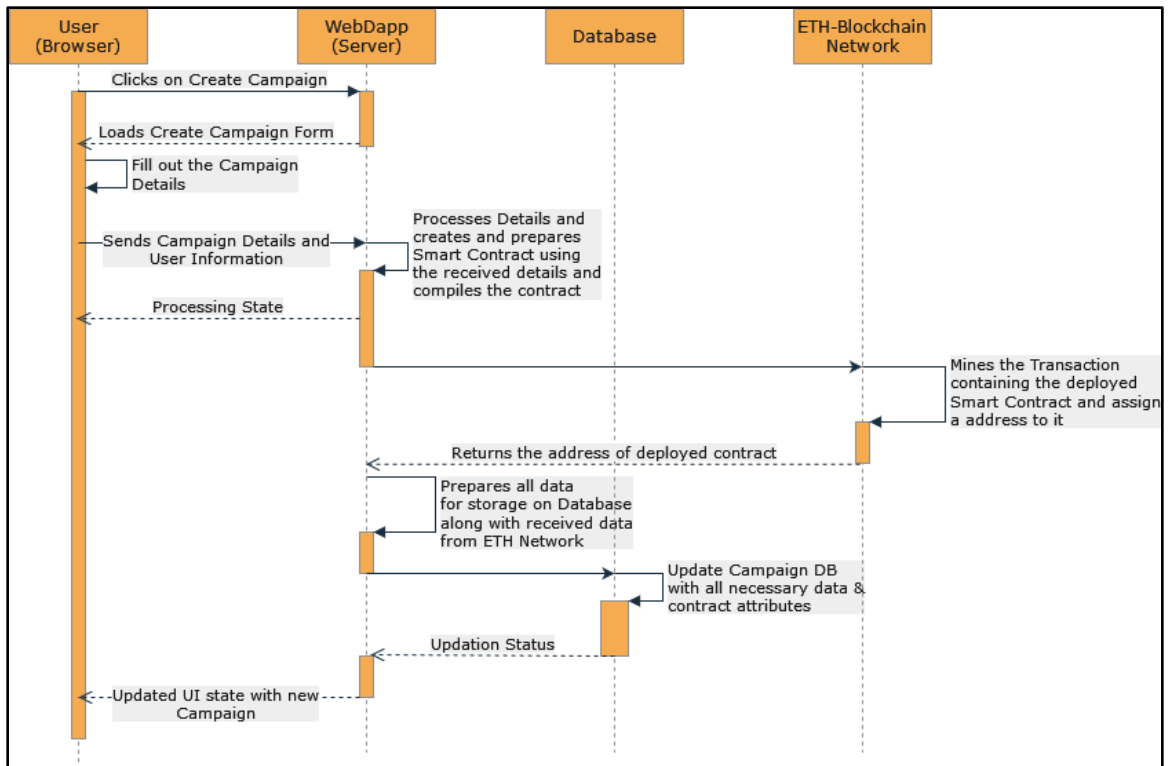 User
(Browser)
WebDapp
(Server)
Database
ETH-Blockchain
Network
Clicks on Create Campaign
Loads Create Campaign Form
Fill out the Campaign
Details
Sends Campaign Details and
User Information
Processes Details and
creates and prepares
Smart Contract using
the received details and
compiles the contract
Processing State
Mines the Transaction
containing the deployed
Smart Contract and assign
a address to it
Returns the address of deployed contract
Prepares all data
for storage on Database
along with received data
from ETH Network
Update Campaign DB
with all necessary data &
contract attributes
Updation Status
Updated UI state with new
Campaign